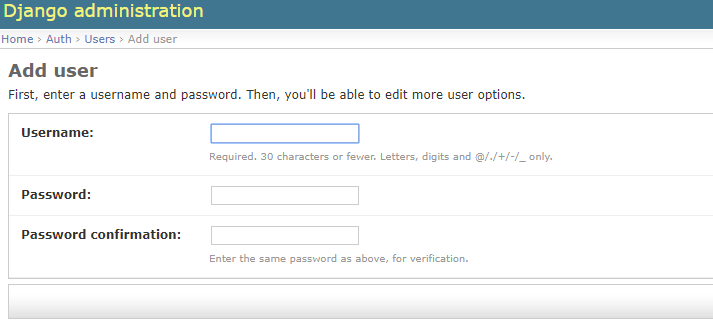 Django administration
Home › Auth › Users › Add user
Add user
First, enter a username and password. Then, you'll be able to edit more user options.
Username:
Required. 30 characters or fewer. Letters, digits and @/./+/-/_ only.
Password:
Password confirmation:
Enter the same password as above, for verification.